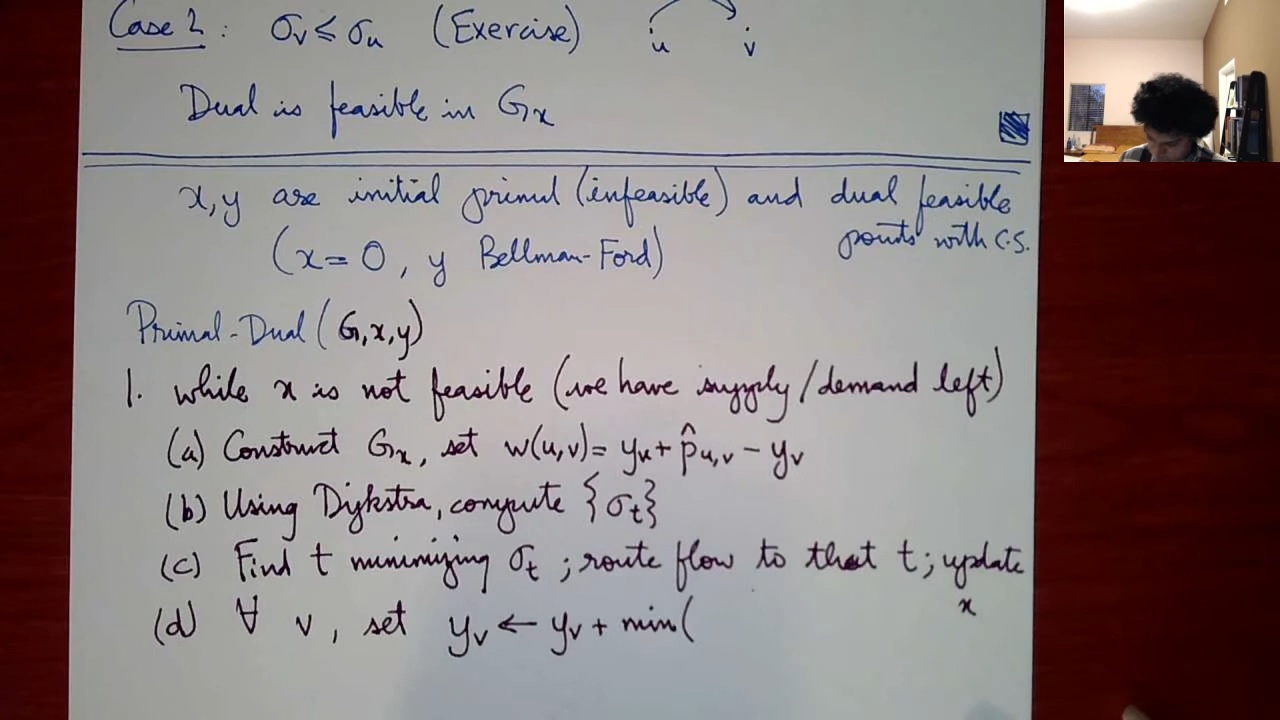 Case 2: σv ≤ σu (Exercise) u v
Dual is feasible in Gx
x,y are initial primal (infeasible) and dual feasible
points with C.S.
(x=0, y Bellman-Ford)
Primal-Dual (G,x,y)
1. while x is not feasible (we have supply/demand left)
(a) Construct Gx, set w(u,v)= yu + p̂u,v - yv
(b) Using Dijkstra, compute {σt}
(c) Find t minimizing σt ; route flow to that t; update
x
(d) ∀ v, set yv ← yv + min(